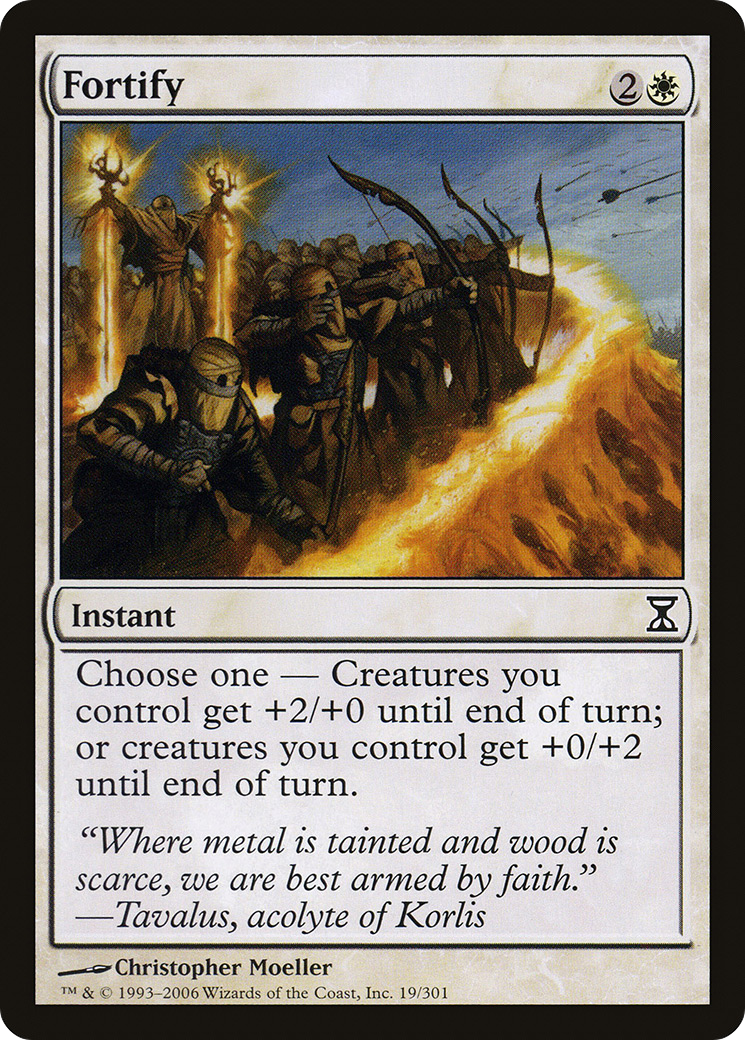 Fortify 2
Instant
Choose one — Creatures you
control get +2/+0 until end of turn;
or creatures you control get +0/+2
until end of turn.
“Where metal is tainted and wood is
scarce, we are best armed by faith.”
—Tavalus, acolyte of Korlis
Christopher Moeller
™ & © 1993–2006 Wizards of the Coast, Inc. 19/301